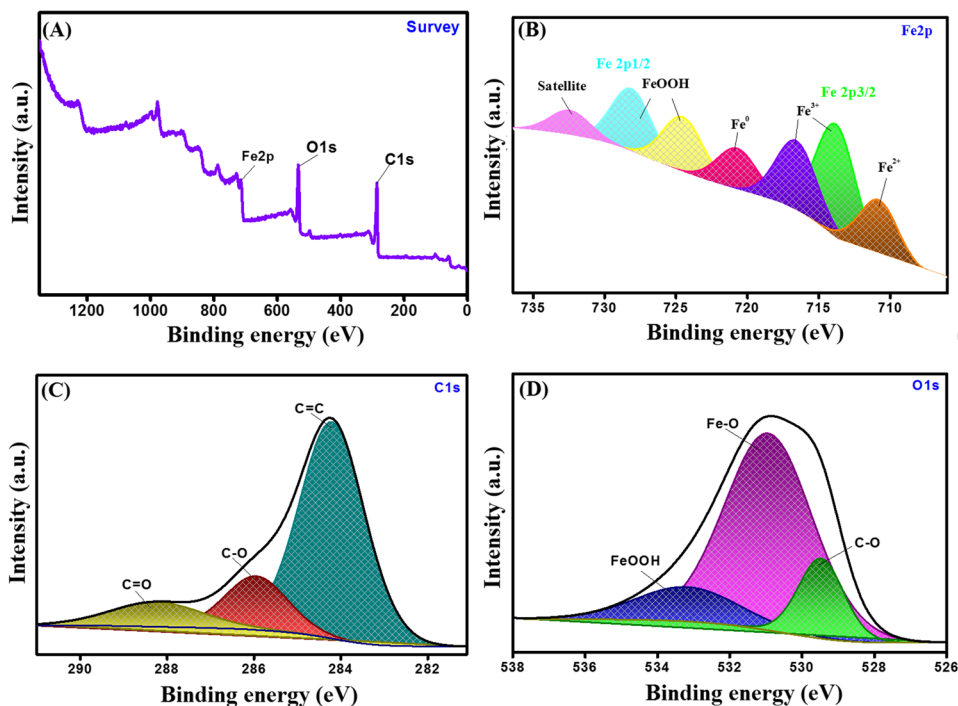 (A)
Survey
Fe2p
O1s
C1s
Intensity (a.u.)
1200 1000 800 600 400 200 0
Binding energy (eV)
(B)
Fe2p
Fe 2p1/2
Satellite
FeOOH
Fe 2p3/2
Fe⁰
Fe³⁺
Fe²⁺
Intensity (a.u.)
735 730 725 720 715 710
Binding energy (eV)
(C)
C1s
C=C
C-O
C=O
Intensity (a.u.)
290 288 286 284 282
Binding energy (eV)
(D)
O1s
Fe-O
C-O
FeOOH
Intensity (a.u.)
538 536 534 532 530 528 526
Binding energy (eV)